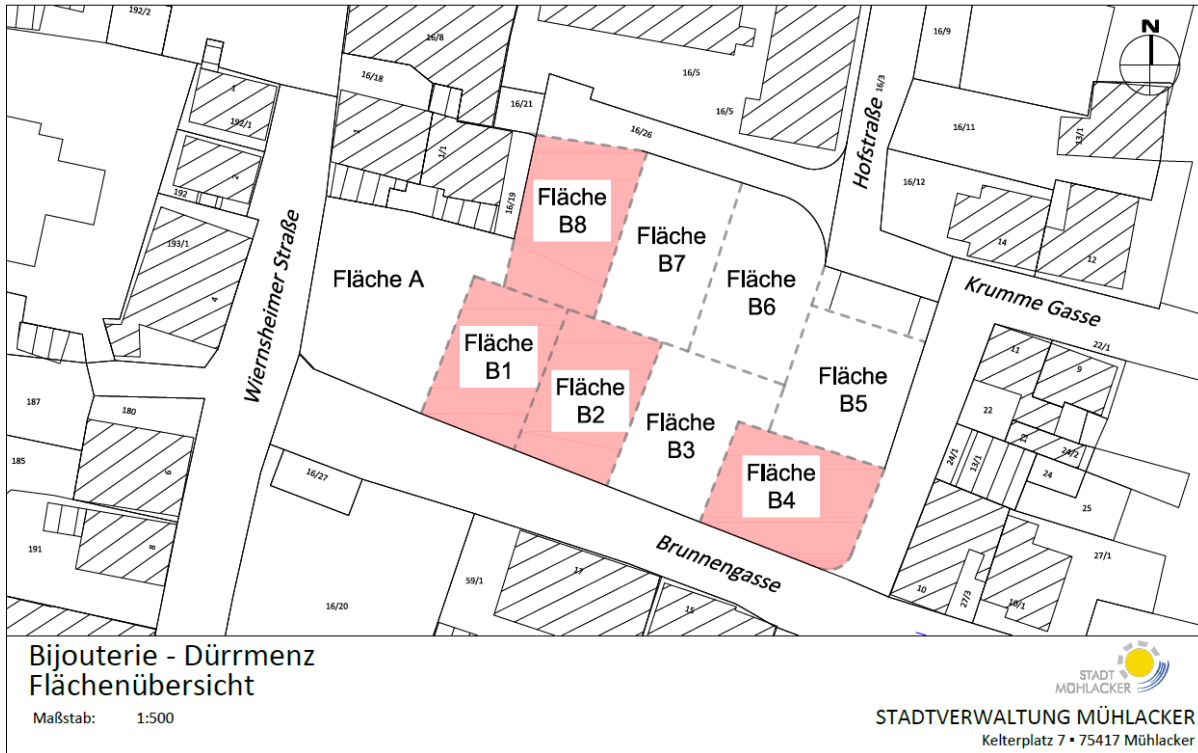 192/2
16/8
16/9
N
16/18
16/5
16/3
1
192/1
16/21
16/5
16/26
16/11
13/1
1
1/1
Hofstraße
2
192
16/19
16/12
Fläche
B8
193/1
4
Wiernsheimer Straße
Fläche A
Fläche
B7
Fläche
B6
14
12
Krumme Gasse
22/1
Fläche
B1
Fläche
B2
Fläche
B3
Fläche
B5
11
9
187
180
22
13
24/2
185
6
24/1
13/1
24
25
Fläche
B4
16/27
191
8
Brunnengasse
27/1
59/1
17
15
10
27/3
10/1
16/20
Bijouterie - Dürrmenz
Flächenübersicht
Maßstab: 1:500
STADT
MÜHLACKER
STADTVERWALTUNG MÜHLACKER
Kelterplatz 7 ▪ 75417 Mühlacker